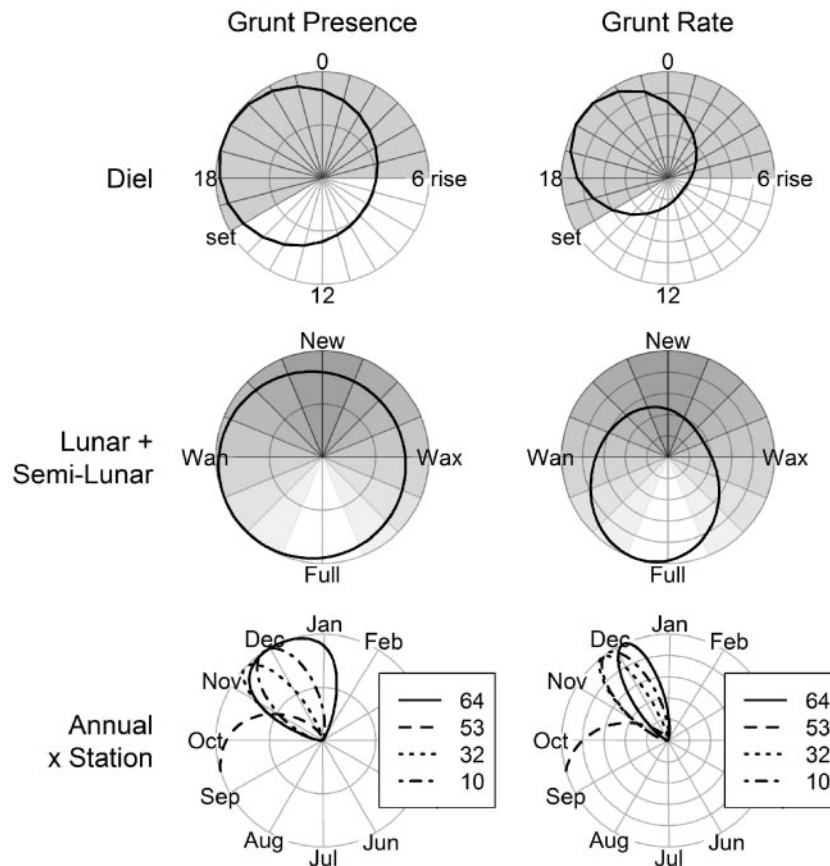 Grunt Presence
Grunt Rate
0
0
Diel
18
6 rise
18
6 rise
set
set
12
12
New
New
Lunar +
Semi-Lunar
Wan
Wax
Wan
Wax
Full
Full
Jan
Jan
Dec
Feb
Dec
Feb
Nov
Nov
64
64
Annual
x Station
Oct
53
Oct
53
32
32
Sep
10
Sep
10
Aug
Jun
Aug
Jun
Jul
Jul